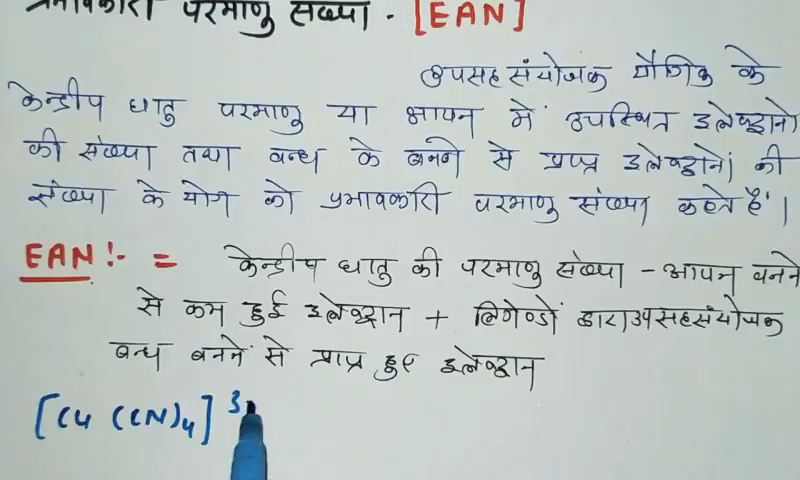 प्रभावकारी परमाणु संख्या - [EAN]
उपसहसंयोजक यौगिक के
केन्द्रीय धातु परमाणु या आयन में उपस्थित इलेक्ट्रानो
की संख्या तथा बन्ध के बनने से प्राप्त इलेक्ट्रानों की
संख्या के योग को प्रभावकारी परमाणु संख्या कहते है।
EAN :- = केन्द्रीय धातु की परमाणु संख्या - आयन बनने
से कम हुई इलेक्ट्रान + लिगेण्डों द्वारा उपसहसंयोजक
बन्ध बनने से प्राप्त हुए इलेक्ट्रान
[Cu (CN)4] 3-